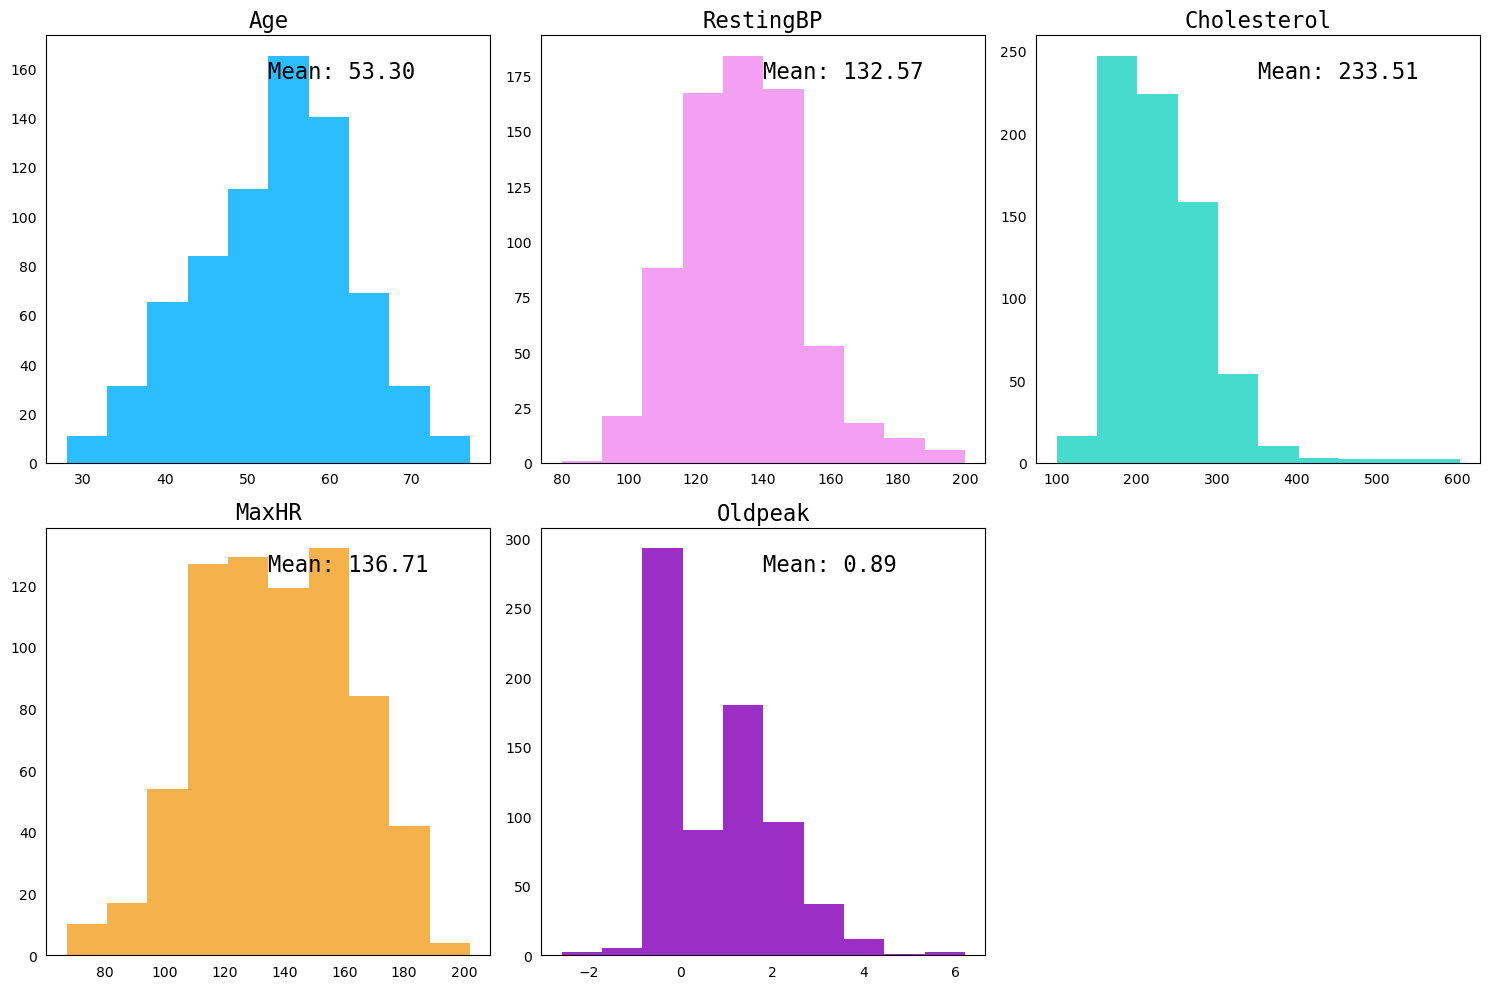 Age
Mean: 53.30
160
140
120
100
80
60
40
20
0
30 40 50 60 70
RestingBP
Mean: 132.57
175
150
125
100
75
50
25
0
80 100 120 140 160 180 200
Cholesterol
Mean: 233.51
250
200
150
100
50
0
100 200 300 400 500 600
MaxHR
Mean: 136.71
120
100
80
60
40
20
0
80 100 120 140 160 180 200
Oldpeak
Mean: 0.89
300
250
200
150
100
50
0
−2 0 2 4 6